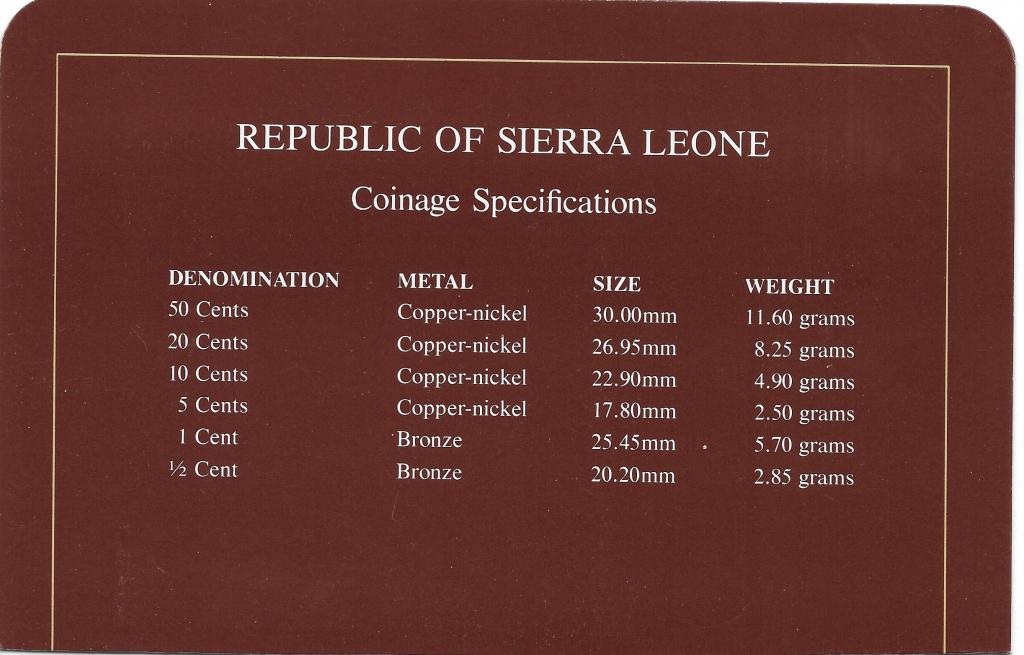 REPUBLIC OF SIERRA LEONE
Coinage Specifications
DENOMINATION METAL SIZE WEIGHT
50 Cents Copper-nickel 30.00mm 11.60 grams
20 Cents Copper-nickel 26.95mm 8.25 grams
10 Cents Copper-nickel 22.90mm 4.90 grams
5 Cents Copper-nickel 17.80mm 2.50 grams
1 Cent Bronze 25.45mm 5.70 grams
½ Cent Bronze 20.20mm 2.85 grams